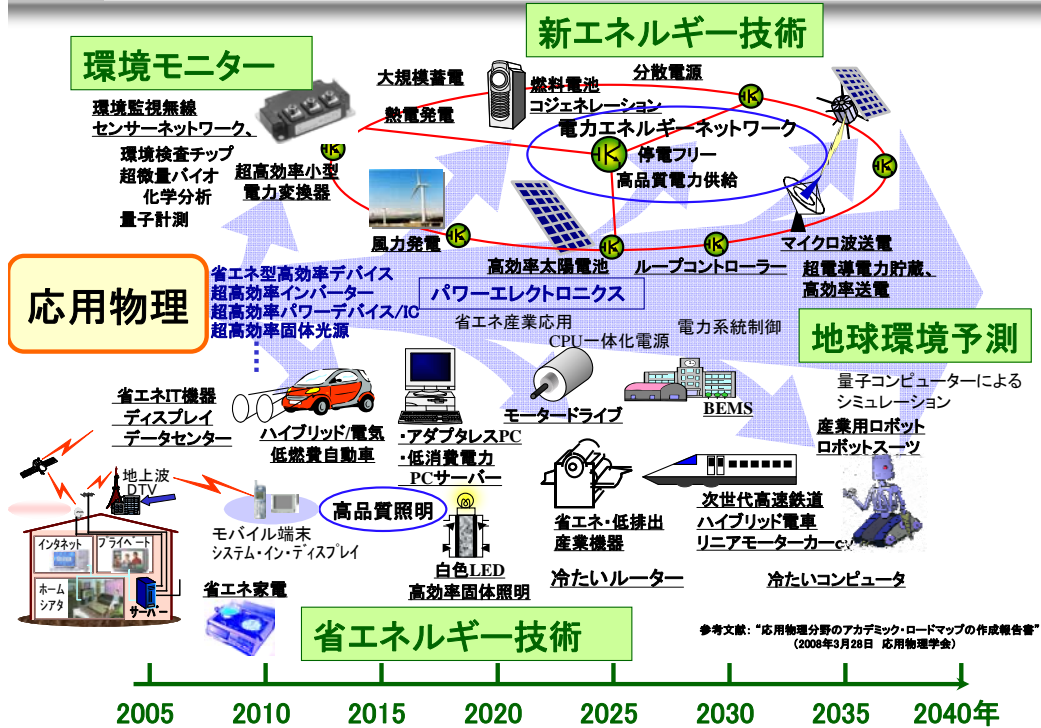 新エネルギー技術
環境モニター
大規模蓄電
燃料電池
コジェネレーション
分散電源
熱電発電
環境監視無線
センサーネットワーク、
環境検査チップ
超微量バイオ
化学分析
量子計測
超高効率小型
電力変換器
電力エネルギーネットワーク
停電フリー
高品質電力供給
風力発電
高効率太陽電池
ループコントローラー
マイクロ波送電
超電導電力貯蔵、
高効率送電
応用物理
省エネ型高効率デバイス
超高効率インバーター
超高効率パワーデバイス/IC
超高効率固体光源
パワーエレクトロニクス
省エネ産業応用
CPU一体化電源
電力系統制御
地球環境予測
量子コンピューターによる
シミュレーション
産業用ロボット
ロボットスーツ
省エネIT機器
ディスプレイ
データセンター
ハイブリッド/電気
低燃費自動車
・アダプタレスPC
・低消費電力
PCサーバー
モータードライブ
BEMS
地上波
DTV
インタネット
プライベート
ホーム
シアタ
サーバー
モバイル端末
システム・イン・ディスプレイ
高品質照明
白色LED
高効率固体照明
省エネ・低排出
産業機器
次世代高速鉄道
ハイブリッド電車
リニアモーターカー
省エネ家電
冷たいルーター
冷たいコンピュータ
省エネルギー技術
参考文献：“応用物理分野のアカデミック・ロードマップの作成報告書”
（2008年3月28日 応用物理学会）
2005 2010 2015 2020 2025 2030 2035 2040年